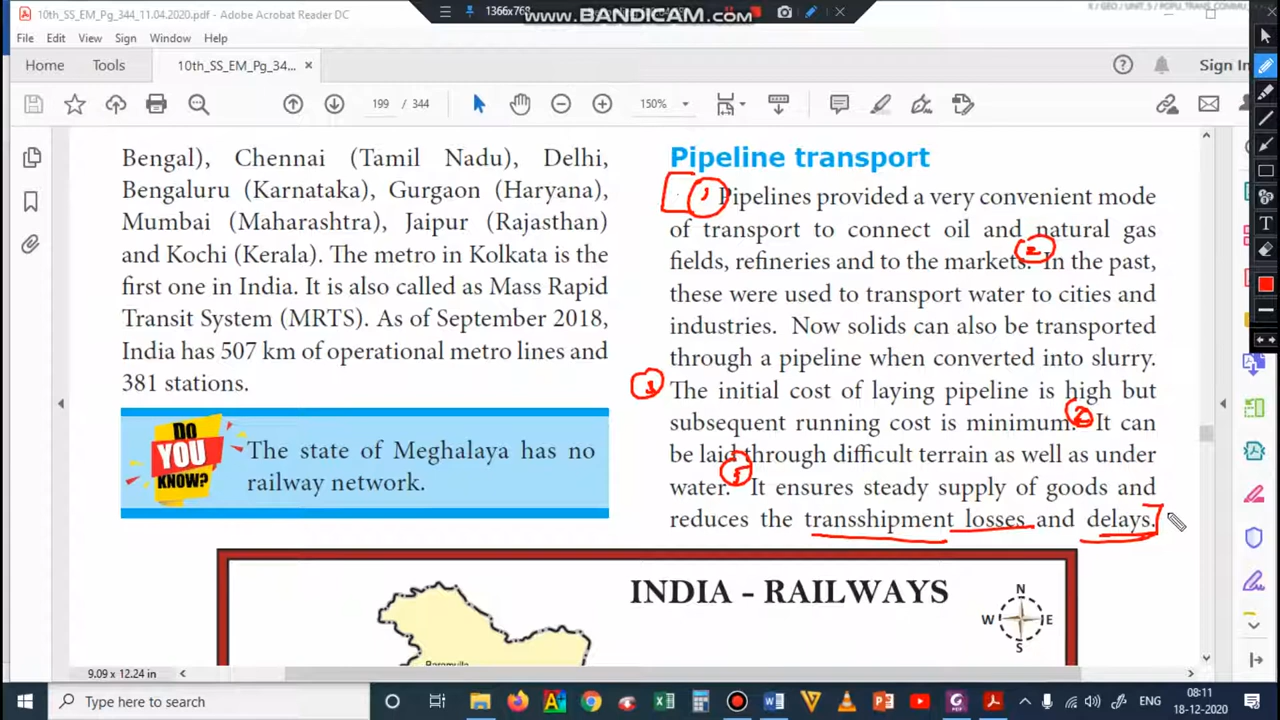 10th_SS_EM_Pg_344_11.04.2020.pdf - Adobe Acrobat Reader DC
1366x768
www.BANDICAM.com
File Edit View Sign Window Help
Home Tools 10th_SS_EM_Pg_34... ×
Sign In
199 / 344
150%
Bengal), Chennai (Tamil Nadu), Delhi,
Bengaluru (Karnataka), Gurgaon (Haryana),
Mumbai (Maharashtra), Jaipur (Rajasthan)
and Kochi (Kerala). The metro in Kolkata is the
first one in India. It is also called as Mass Rapid
Transit System (MRTS). As of September 2018,
India has 507 km of operational metro lines and
381 stations.
DO
YOU
KNOW?
The state of Meghalaya has no
railway network.
Pipeline transport
Pipelines provided a very convenient mode
of transport to connect oil and natural gas
fields, refineries and to the markets. In the past,
these were used to transport water to cities and
industries. Now solids can also be transported
through a pipeline when converted into slurry.
The initial cost of laying pipeline is high but
subsequent running cost is minimum. It can
be laid through difficult terrain as well as under
water. It ensures steady supply of goods and
reduces the transshipment losses and delays.
INDIA - RAILWAYS
N
W E
S
9.09 x 12.24 in
Type here to search
ENG
08:11
18-12-2020